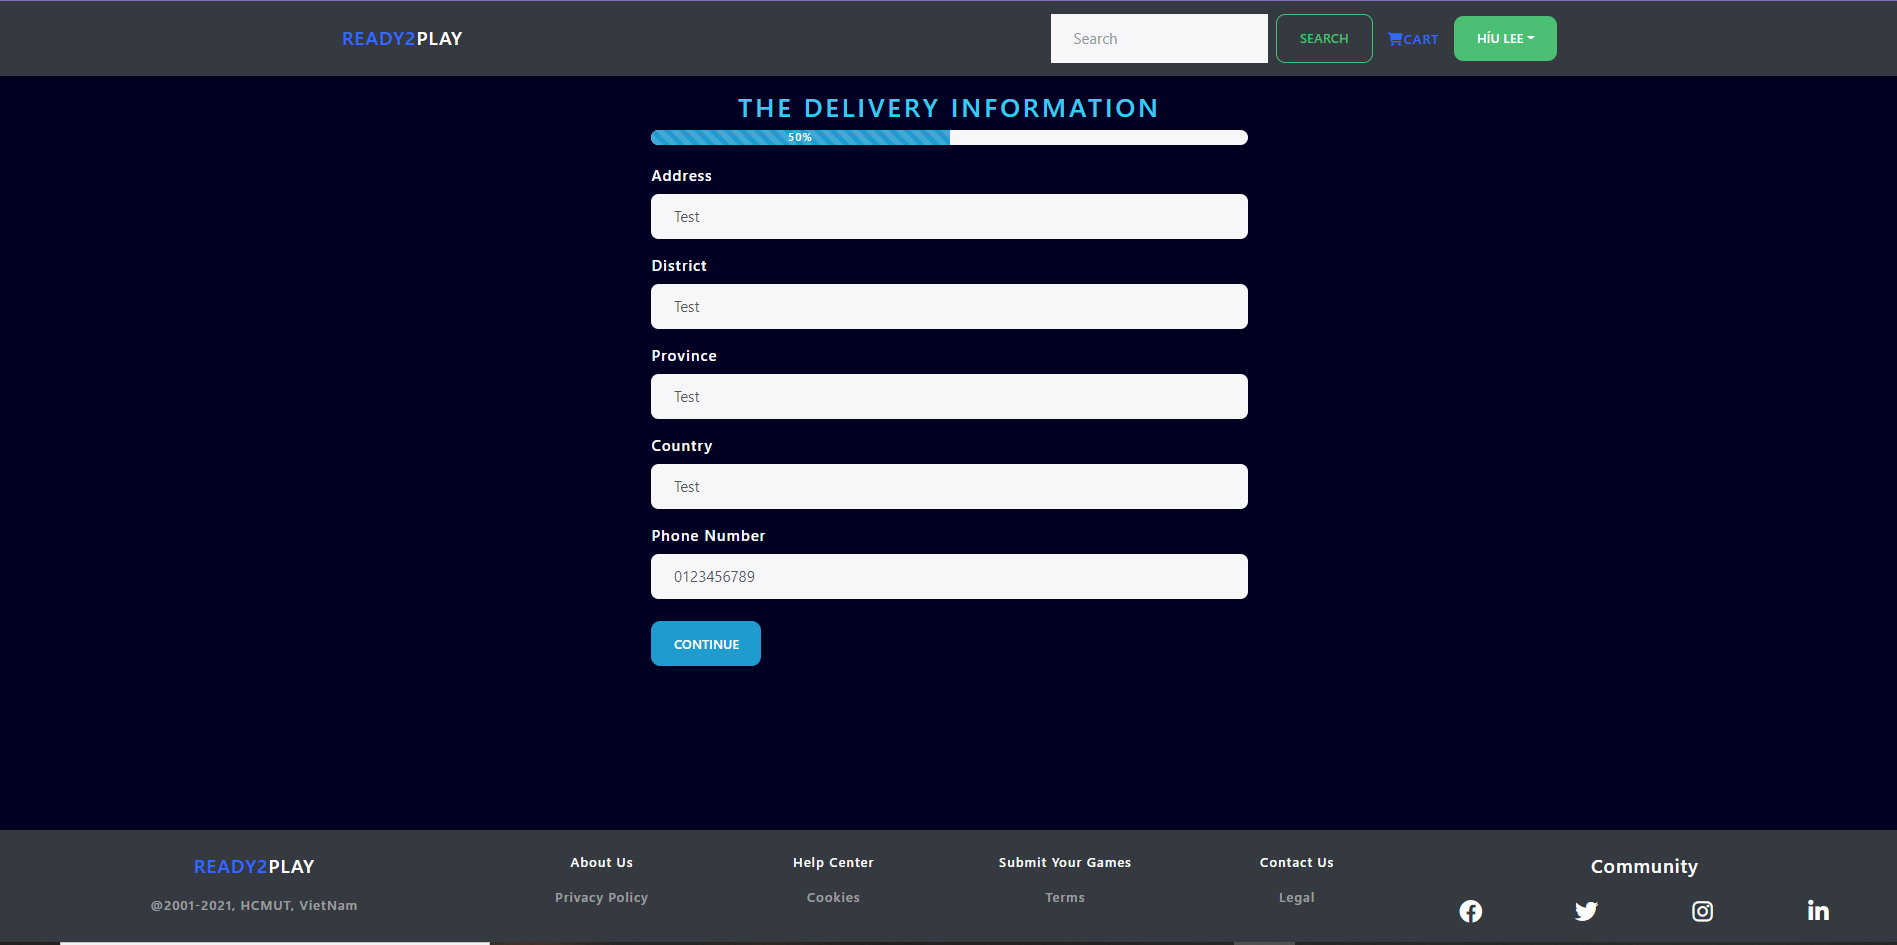 READY2PLAY
Search
SEARCH
CART
HÍU LEE
THE DELIVERY INFORMATION
50%
Address
Test
District
Test
Province
Test
Country
Test
Phone Number
0123456789
CONTINUE
READY2PLAY
@2001-2021, HCMUT, VietNam
About Us
Privacy Policy
Help Center
Cookies
Submit Your Games
Terms
Contact Us
Legal
Community